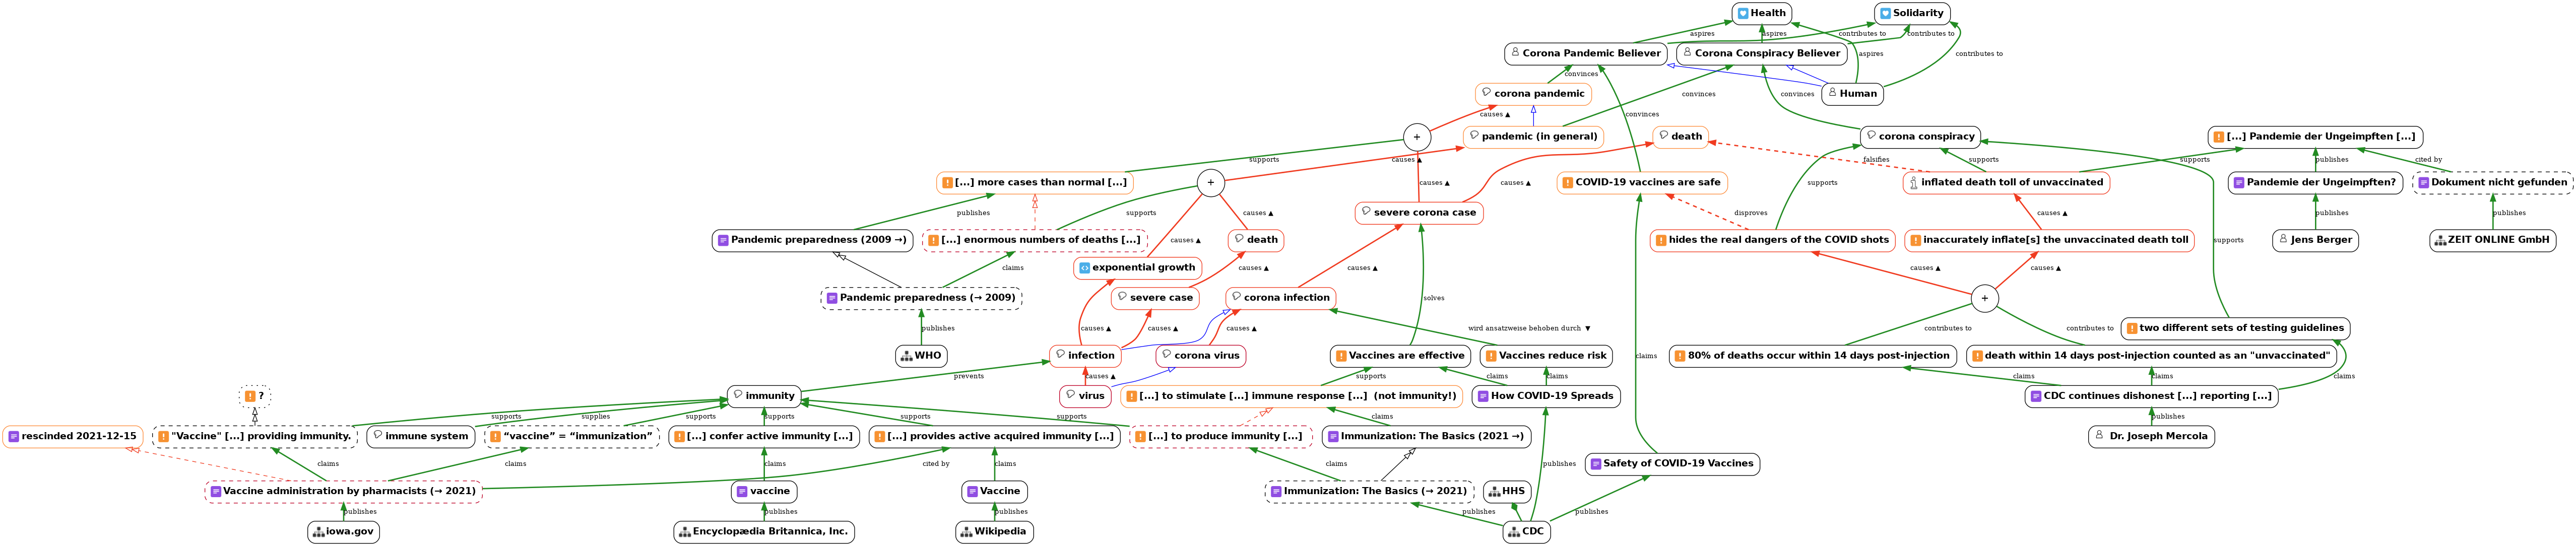 Health
Solidarity
aspires
aspires
contributes to
contributes to
Corona Pandemic Believer
Corona Conspiracy Believer
aspires
contributes to
convinces
corona pandemic
convinces
Human
causes ▲
convinces
convinces
+
pandemic (in general)
death
corona conspiracy
[...] Pandemie der Ungeimpften [...]
supports
causes ▲
falsifies
supports
supports
publishes
cited by
[...] more cases than normal [...]
+
causes ▲
causes ▲
COVID-19 vaccines are safe
inflated death toll of unvaccinated
Pandemie der Ungeimpften?
Dokument nicht gefunden
publishes
supports
causes ▲
severe corona case
supports
disproves
causes ▲
publishes
publishes
Pandemic preparedness (2009 →)
[...] enormous numbers of deaths [...]
causes ▲
death
hides the real dangers of the COVID shots
inaccurately inflate[s] the unvaccinated death toll
supports
Jens Berger
ZEIT ONLINE GmbH
claims
exponential growth
causes ▲
causes ▲
causes ▲
causes ▲
Pandemic preparedness (→ 2009)
severe case
corona infection
solves
+
publishes
causes ▲
causes ▲
causes ▲
wird ansatzweise behoben durch ▼
contributes to
contributes to
two different sets of testing guidelines
WHO
infection
corona virus
Vaccines are effective
Vaccines reduce risk
claims
80% of deaths occur within 14 days post-injection
death within 14 days post-injection counted as an "unvaccinated"
prevents
causes ▲
supports
claims
claims
claims
claims
claims
?
immunity
virus
[...] to stimulate [...] immune response [...] (not immunity!)
How COVID-19 Spreads
CDC continues dishonest [...] reporting [...]
supports
supplies
supports
supports
supports
supports
claims
publishes
rescinded 2021-12-15
"Vaccine" [...] providing immunity.
immune system
“vaccine” = “immunization”
[...] confer active immunity [...]
[...] provides active acquired immunity [...]
[...] to produce immunity [...]
Immunization: The Basics (2021 →)
Dr. Joseph Mercola
claims
claims
claims
cited by
claims
claims
publishes
Safety of COVID-19 Vaccines
Vaccine administration by pharmacists (→ 2021)
vaccine
Vaccine
Immunization: The Basics (→ 2021)
HHS
publishes
publishes
publishes
publishes
publishes
iowa.gov
Encyclopædia Britannica, Inc.
Wikipedia
CDC